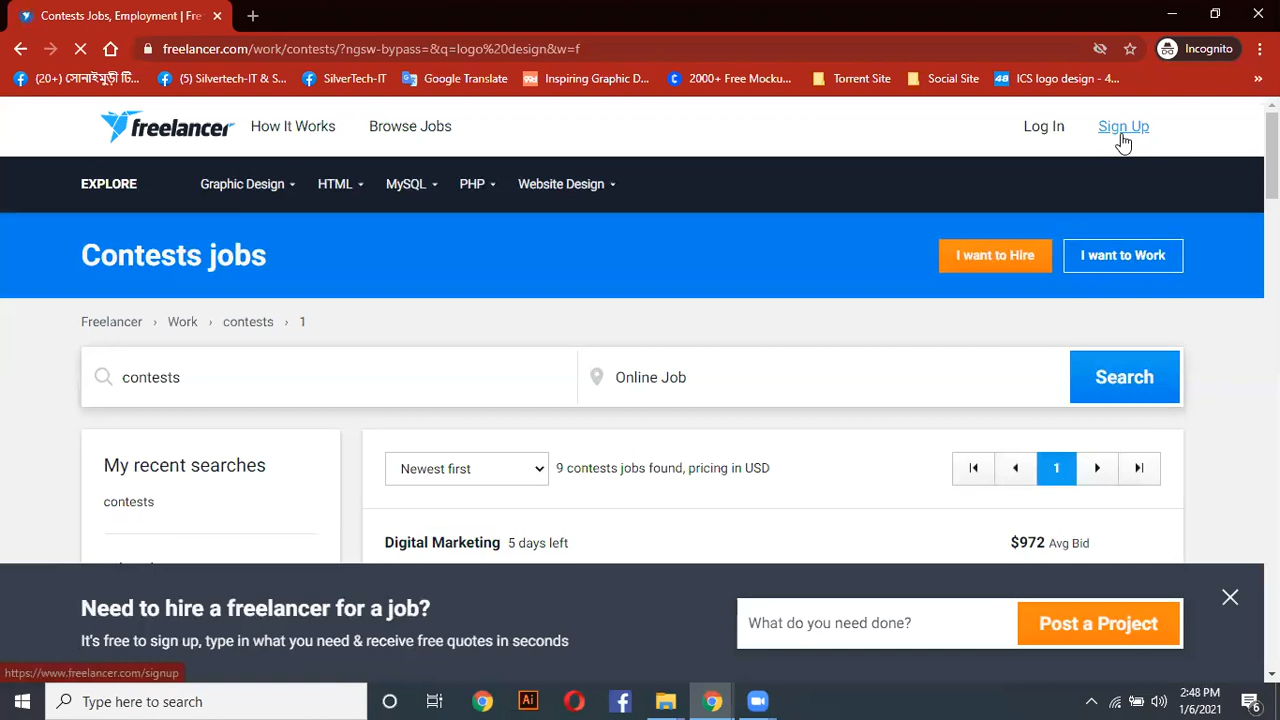 Contests Jobs, Employment | Fre
freelancer.com/work/contests/?ngsw-bypass=&q=logo%20design&w=f
Incognito
(20+) সোনাইমুড়ী টি...
(5) Silvertech-IT & S...
SilverTech-IT
Google Translate
Inspiring Graphic D...
2000+ Free Mocku...
Torrent Site
Social Site
48 ICS logo design - 4...
»
freelancer
How It Works
Browse Jobs
Log In
Sign Up
EXPLORE
Graphic Design
HTML
MySQL
PHP
Website Design
Contests jobs
I want to Hire
I want to Work
Freelancer › Work › contests › 1
contests
Online Job
Search
My recent searches
contests
Newest first
9 contests jobs found, pricing in USD
1
Digital Marketing 5 days left
$972 Avg Bid
Need to hire a freelancer for a job?
It's free to sign up, type in what you need & receive free quotes in seconds
What do you need done?
Post a Project
https://www.freelancer.com/signup
Type here to search
Ai
2:48 PM
1/6/2021
6